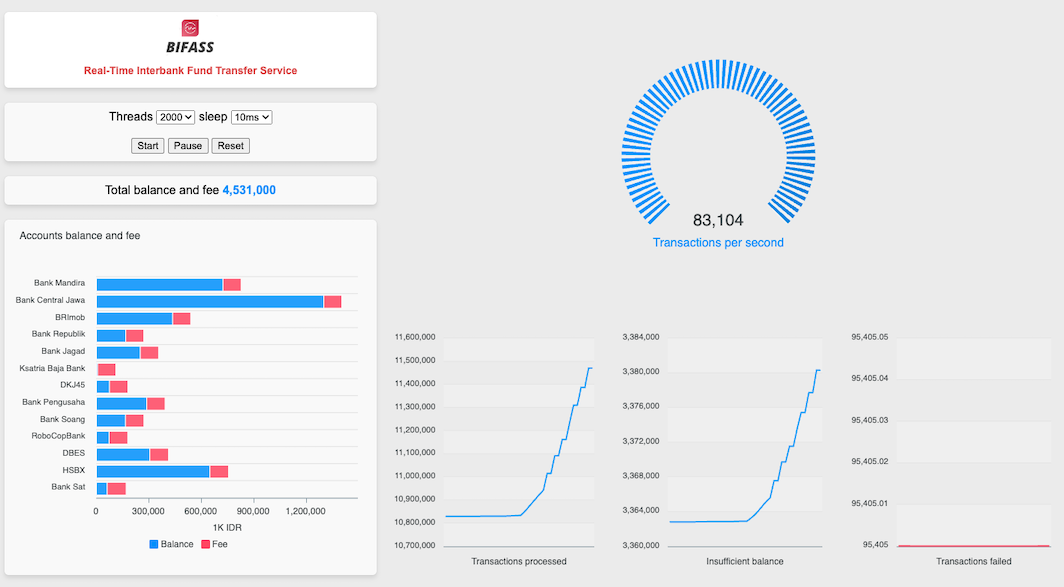 BIFASS
Real-Time Interbank Fund Transfer Service
Threads 2000 sleep 10ms
Start Pause Reset
Total balance and fee 4,531,000
Accounts balance and fee
Bank Mandira
Bank Central Jawa
BRImob
Bank Republik
Bank Jagad
Ksatria Baja Bank
DKJ45
Bank Pengusaha
Bank Soang
RoboCopBank
DBES
HSBX
Bank Sat
0 300,000 600,000 900,000 1,200,000
1K IDR
Balance Fee
83,104
Transactions per second
11,600,000
11,500,000
11,400,000
11,300,000
11,200,000
11,100,000
11,000,000
10,900,000
10,800,000
10,700,000
Transactions processed
3,384,000
3,380,000
3,376,000
3,372,000
3,368,000
3,364,000
3,360,000
Insufficient balance
95,405.05
95,405.04
95,405.03
95,405.02
95,405.01
95,405
Transactions failed